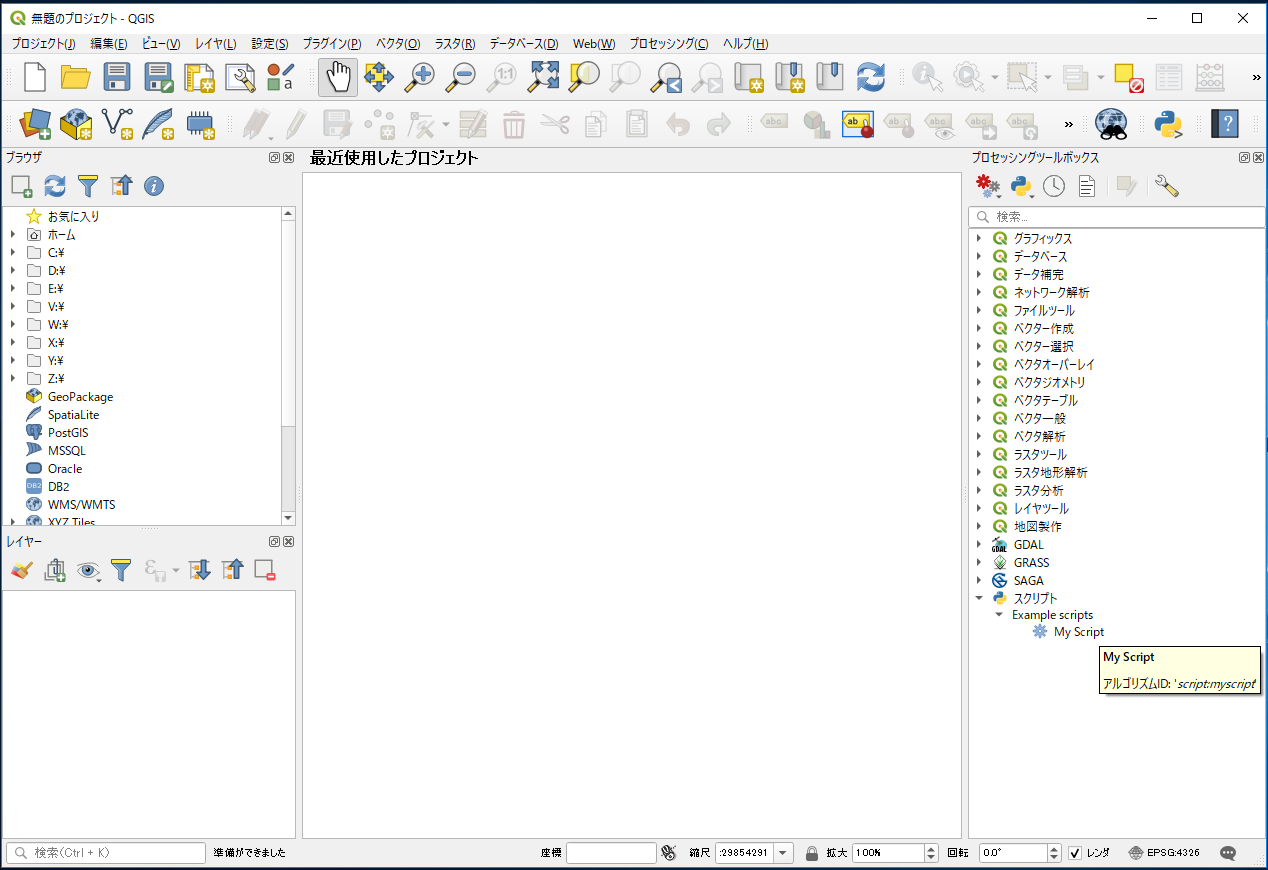 無題のプロジェクト - QGIS
プロジェクト(J) 編集(E) ビュー(V) レイヤ(L) 設定(S) プラグイン(P) ベクタ(O) ラスタ(R) データベース(D) Web(W) プロセッシング(C) ヘルプ(H)
ブラウザ
お気に入り
ホーム
C:¥
D:¥
E:¥
V:¥
W:¥
X:¥
Y:¥
Z:¥
GeoPackage
SpatiaLite
PostGIS
MSSQL
Oracle
DB2
WMS/WMTS
XYZ Tiles
レイヤー
最近使用したプロジェクト
プロセッシングツールボックス
検索...
グラフィックス
データベース
データ補完
ネットワーク解析
ファイルツール
ベクター作成
ベクター選択
ベクタオーバーレイ
ベクタジオメトリ
ベクタテーブル
ベクタ一般
ベクタ解析
ラスタツール
ラスタ地形解析
ラスタ分析
レイヤツール
地図製作
GDAL
GRASS
SAGA
スクリプト
Example scripts
My Script
My Script
アルゴリズムID: 'script:myscript'
検索(Ctrl + K) 準備ができました 座標 縮尺 :29854291 拡大 100% 回転 0.0° レンダ EPSG:4326